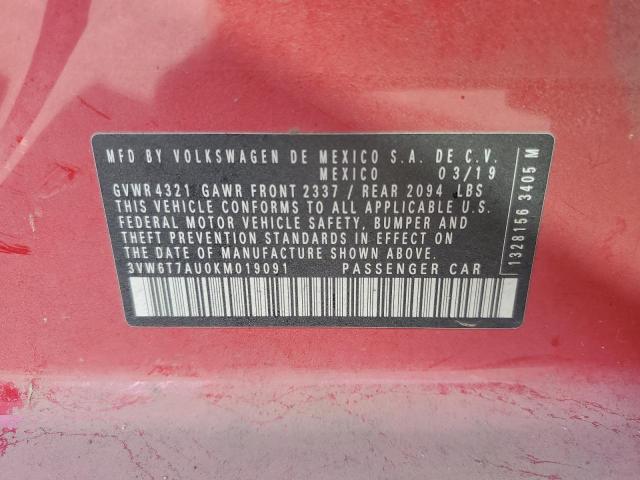 MFD BY VOLKSWAGEN DE MEXICO S.A. DE C.V.
MEXICO 03/19
GVWR 4321 GAWR FRONT 2337 / REAR 2094 LBS
THIS VEHICLE CONFORMS TO ALL APPLICABLE U.S.
FEDERAL MOTOR VEHICLE SAFETY, BUMPER AND
THEFT PREVENTION STANDARDS IN EFFECT ON
THE DATE OF MANUFACTURE SHOWN ABOVE.
3VW6T7AU0KM019091 PASSENGER CAR
1328156 3405 M